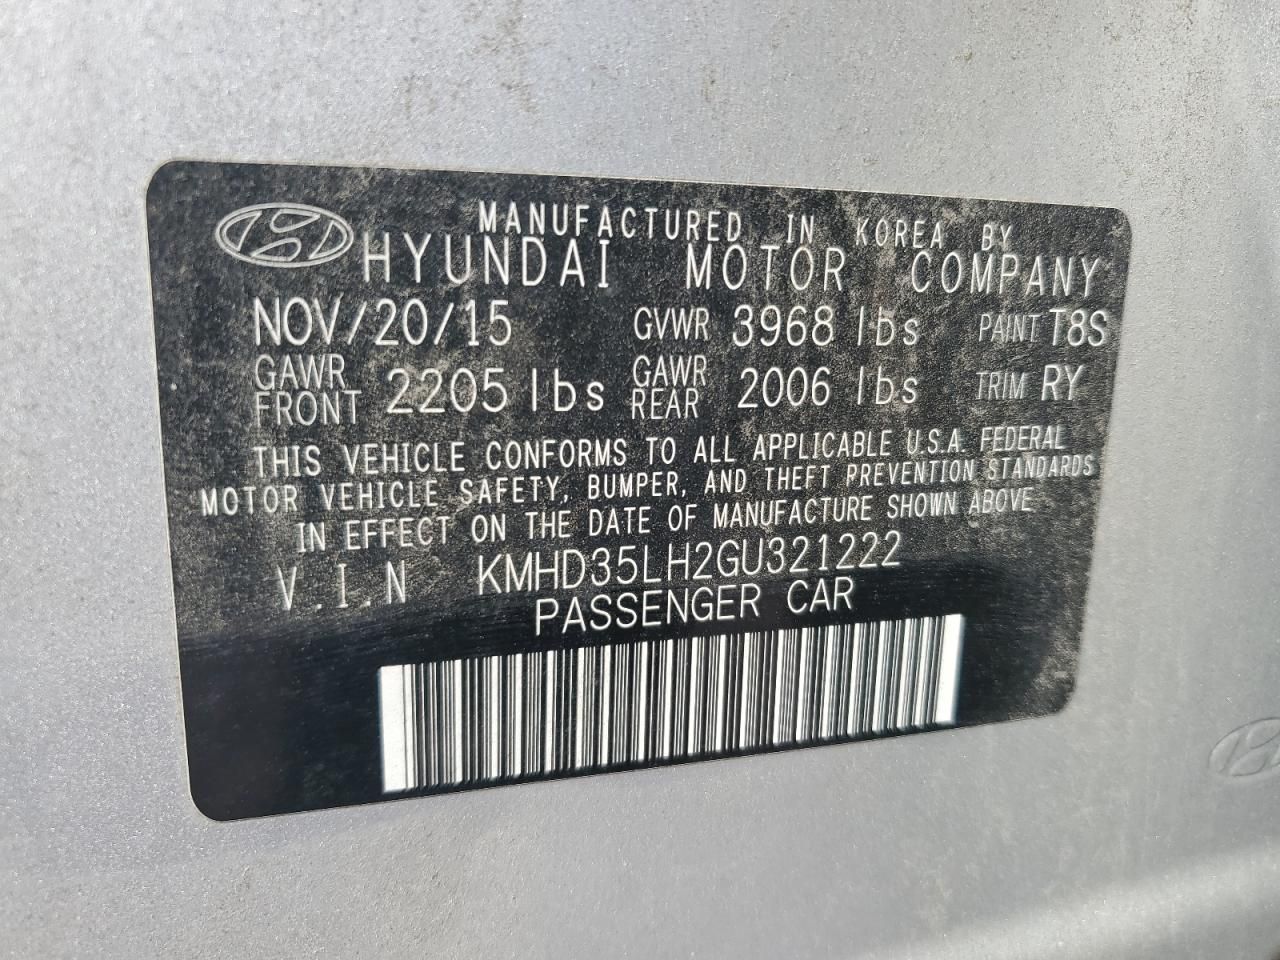 MANUFACTURED IN KOREA BY
HYUNDAI MOTOR COMPANY
NOV/20/15 GVWR 3968 lbs PAINT T8S
GAWR FRONT 2205 lbs GAWR REAR 2006 lbs TRIM RY
THIS VEHICLE CONFORMS TO ALL APPLICABLE U.S.A. FEDERAL
MOTOR VEHICLE SAFETY, BUMPER, AND THEFT PREVENTION STANDARDS
IN EFFECT ON THE DATE OF MANUFACTURE SHOWN ABOVE
V.I.N KMHD35LH2GU321222
PASSENGER CAR